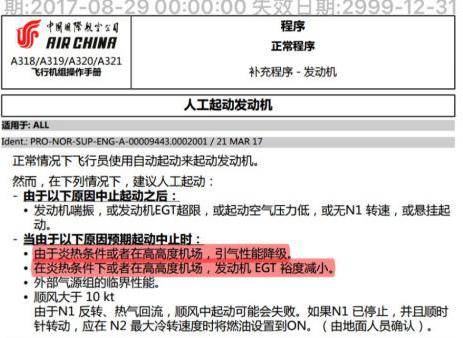 期:2017-08-29 00:00:00 失效日期:2999-12-31
中国国际航空公司
AIR CHINA
A318/A319/A320/A321
飞行机组操作手册
程序
正常程序
补充程序 - 发动机
人工起动发动机
适用于: ALL
Ident.: PRO-NOR-SUP-ENG-A-00009443.0002001 / 21 MAR 17
正常情况下飞行员使用自动起动来起动发动机。
然而，在下列情况下，建议人工起动：
- 由于以下原因中止起动之后：
• 发动机喘振，或发动机EGT超限，或起动空气压力低，或无N1 转速，或悬挂起
动。
- 当由于以下原因预期起动中止时：
• 由于炎热条件或者在高高度机场，引气性能降级。
• 在炎热条件下或者在高高度机场，发动机 EGT 裕度减小。
• 外部气源组的临界性能。
• 顺风大于 10 kt
由于N1 反转、热气回流，顺风中起动可能会失败。如果N1 已停止，并且顺时
针转动，应在 N2 最大冷转速度时将燃油设置到ON。（由地面人员确认）。